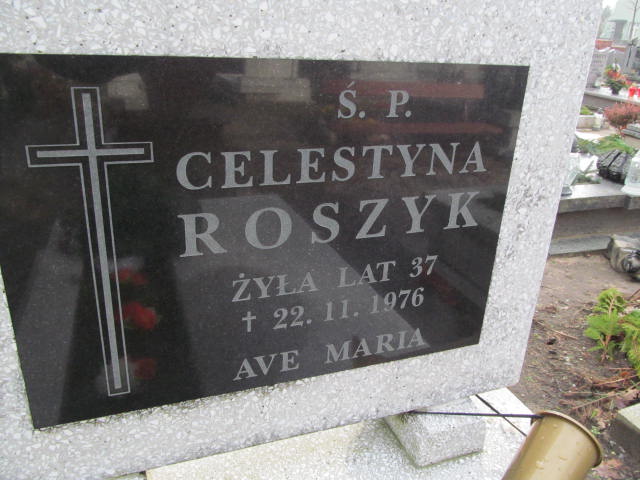 Ś. P.
CELESTYNA
ROSZYK
ŻYŁA LAT 37
† 22. 11. 1976
AVE MARIA